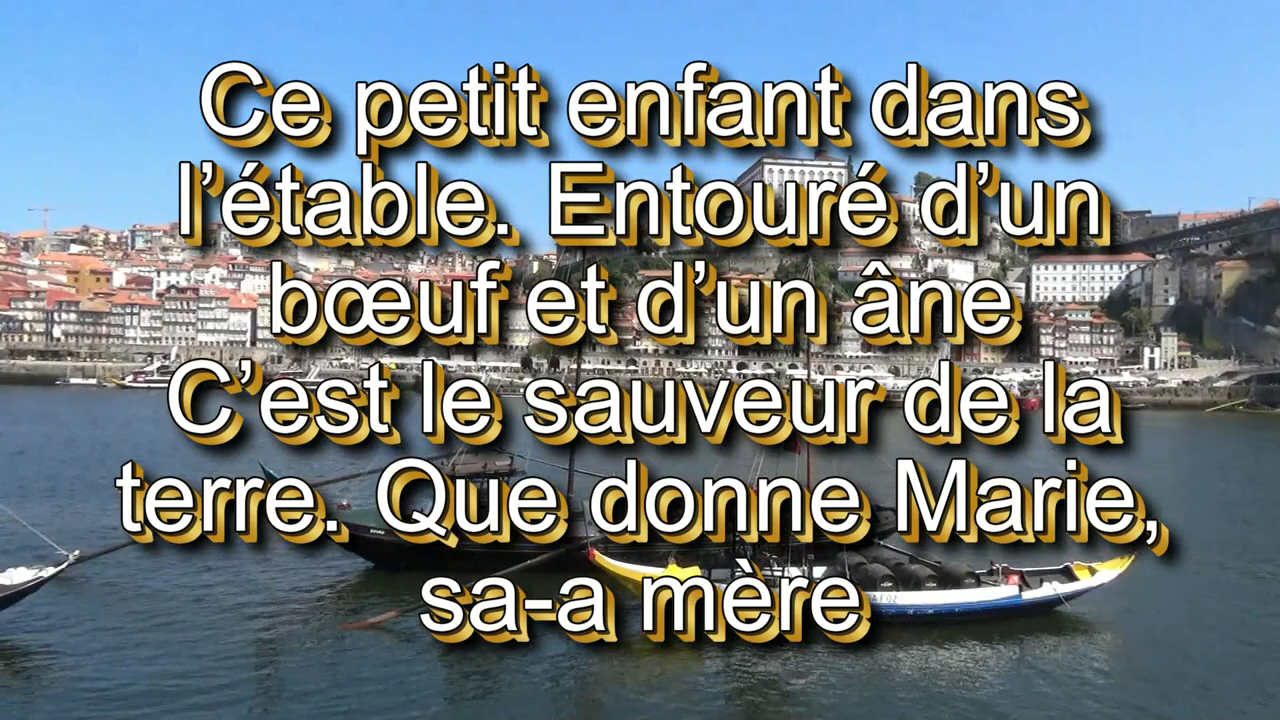 Ce petit enfant dans
l’étable. Entouré d’un
bœuf et d’un âne
C’est le sauveur de la
terre. Que donne Marie,
sa-a mère